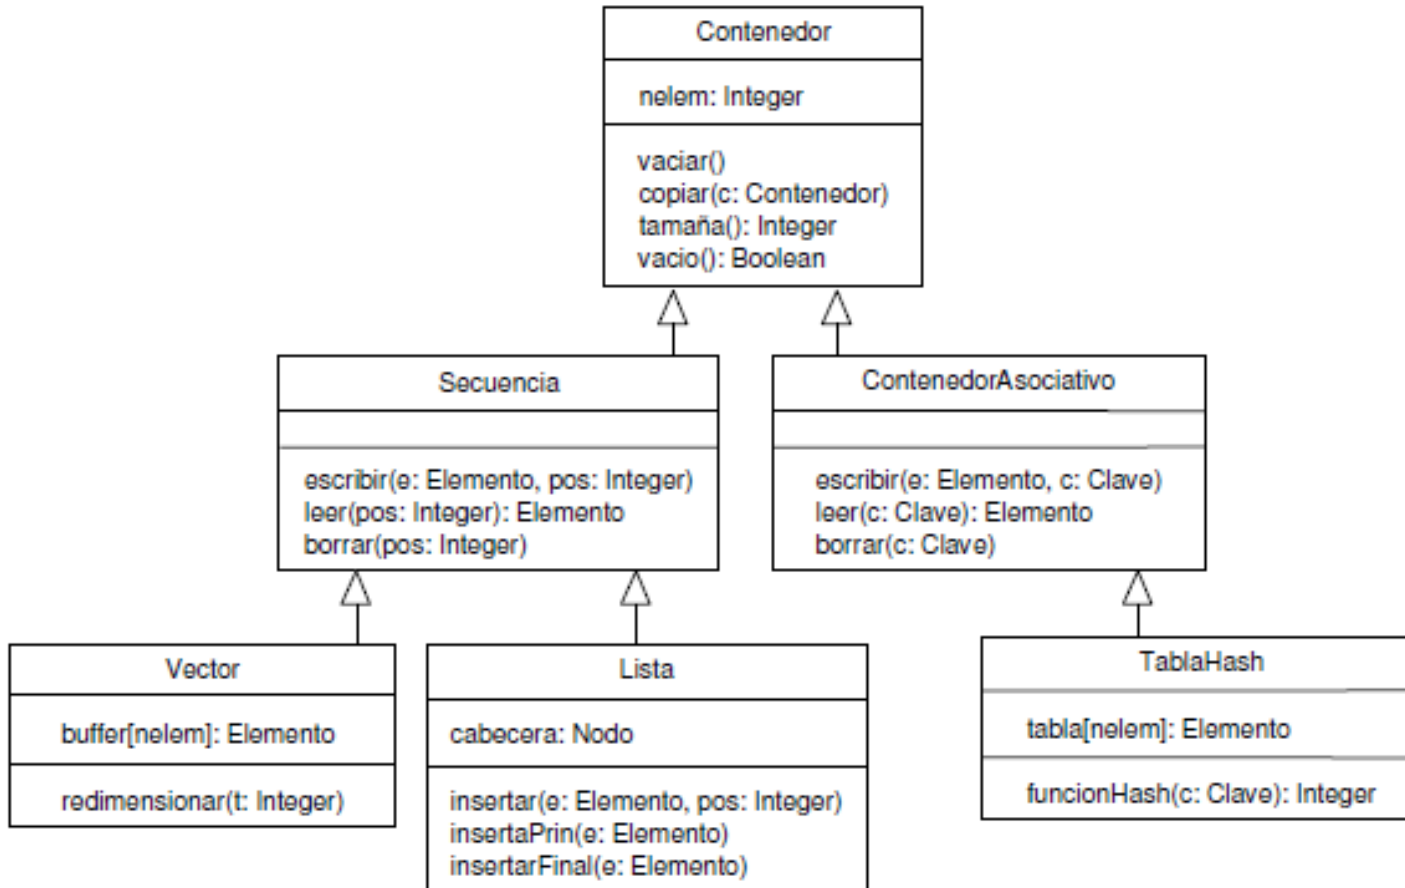 Contenedor
nelem: Integer
vaciar()
copiar(c: Contenedor)
tamaña(): Integer
vacio(): Boolean
Secuencia
escribir(e: Elemento, pos: Integer)
leer(pos: Integer): Elemento
borrar(pos: Integer)
ContenedorAsociativo
escribir(e: Elemento, c: Clave)
leer(c: Clave): Elemento
borrar(c: Clave)
Vector
buffer[nelem]: Elemento
redimensionar(t: Integer)
Lista
cabecera: Nodo
insertar(e: Elemento, pos: Integer)
insertaPrin(e: Elemento)
insertarFinal(e: Elemento)
TablaHash
tabla[nelem]: Elemento
funcionHash(c: Clave): Integer